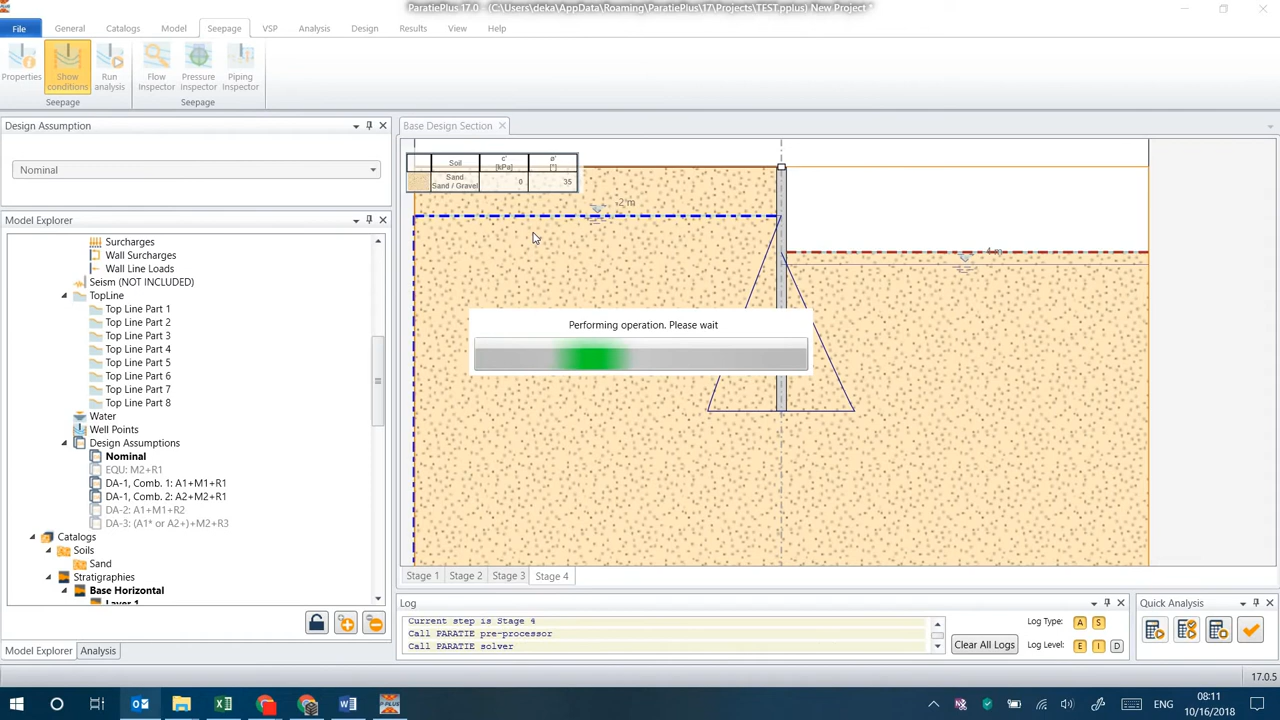 ParatiePlus 17.0 - (C:\Users\deka\AppData\Roaming\ParatiePlus\17\Projects\TEST.pplus) New Project *
File
General
Catalogs
Model
Seepage
VSP
Analysis
Design
Results
View
Help
Properties
Show conditions
Run analysis
Flow Inspector
Pressure Inspector
Piping Inspector
Seepage
Seepage
Design Assumption
Nominal
Model Explorer
Surcharges
Wall Surcharges
Wall Line Loads
Seism (NOT INCLUDED)
TopLine
Top Line Part 1
Top Line Part 2
Top Line Part 3
Top Line Part 4
Top Line Part 5
Top Line Part 6
Top Line Part 7
Top Line Part 8
Water
Well Points
Design Assumptions
Nominal
EQU: M2+R1
DA-1, Comb. 1: A1+M1+R1
DA-1, Comb. 2: A2+M2+R1
DA-2: A1+M1+R2
DA-3: (A1* or A2+)+M2+R3
Catalogs
Soils
Sand
Stratigraphies
Base Horizontal
Layer 1
Model Explorer
Analysis
Base Design Section
Soil
c' [kPa]
ø' [°]
Sand
Sand / Gravel
0
35
-2 m
-4 m
Performing operation. Please wait
Stage 1
Stage 2
Stage 3
Stage 4
Log
Current step is Stage 4
Call PARATIE pre-processor
Call PARATIE solver
Clear All Logs
Log Type:
A
S
Log Level:
E
I
D
Quick Analysis
17.0.5
ENG
08:11
10/16/2018